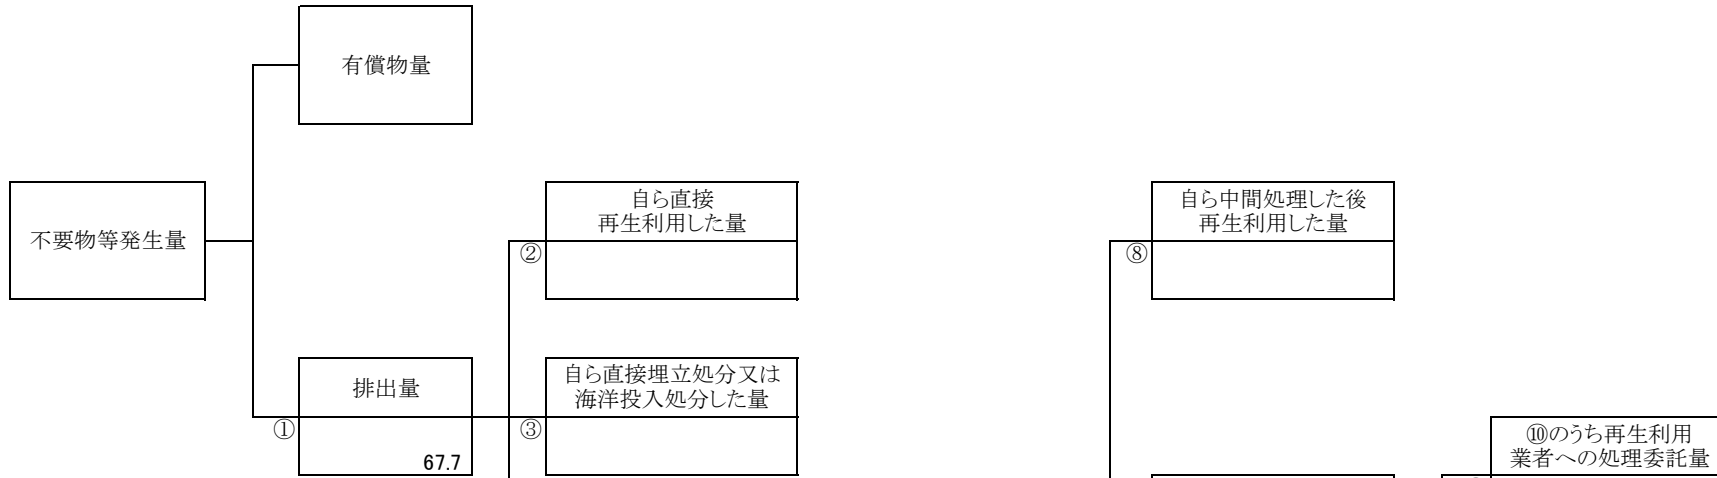 有償物量
自ら直接
再生利用した量
自ら中間処理した後
再生利用した量
不要物等発生量
②
⑧
排出量
自ら直接埋立処分又は
海洋投入処分した量
①
③
67.7
⑩のうち再生利用
業者への処理委託量